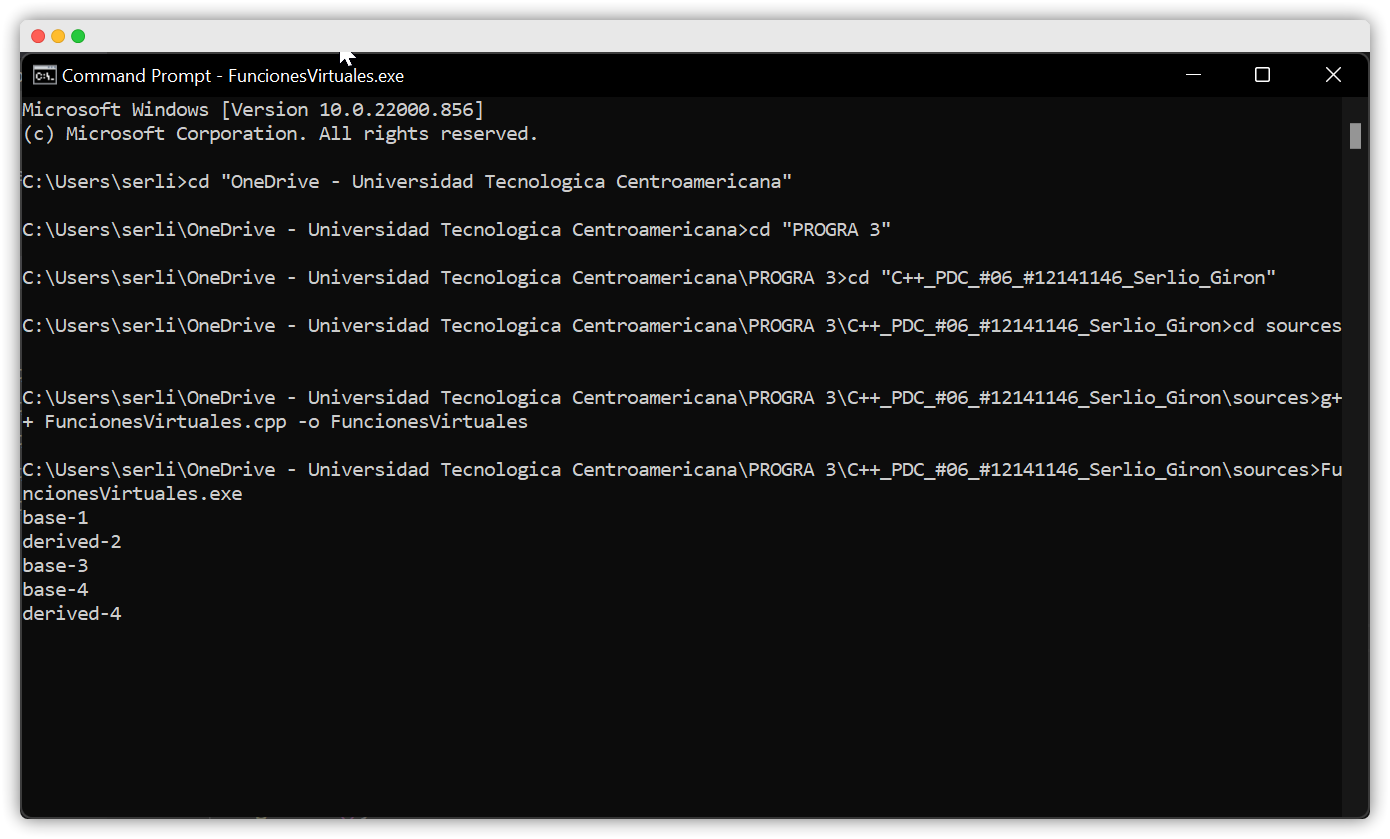 Command Prompt - FuncionesVirtuales.exe
Microsoft Windows [Version 10.0.22000.856]
(c) Microsoft Corporation. All rights reserved.
C:\Users\serli>cd "OneDrive - Universidad Tecnologica Centroamericana"
C:\Users\serli\OneDrive - Universidad Tecnologica Centroamericana>cd "PROGRA 3"
C:\Users\serli\OneDrive - Universidad Tecnologica Centroamericana\PROGRA 3>cd "C++_PDC_#06_#12141146_Serlio_Giron"
C:\Users\serli\OneDrive - Universidad Tecnologica Centroamericana\PROGRA 3\C++_PDC_#06_#12141146_Serlio_Giron>cd sources
C:\Users\serli\OneDrive - Universidad Tecnologica Centroamericana\PROGRA 3\C++_PDC_#06_#12141146_Serlio_Giron\sources>g+
+ FuncionesVirtuales.cpp -o FuncionesVirtuales
C:\Users\serli\OneDrive - Universidad Tecnologica Centroamericana\PROGRA 3\C++_PDC_#06_#12141146_Serlio_Giron\sources>Fu
ncionesVirtuales.exe
base-1
derived-2
base-3
base-4
derived-4